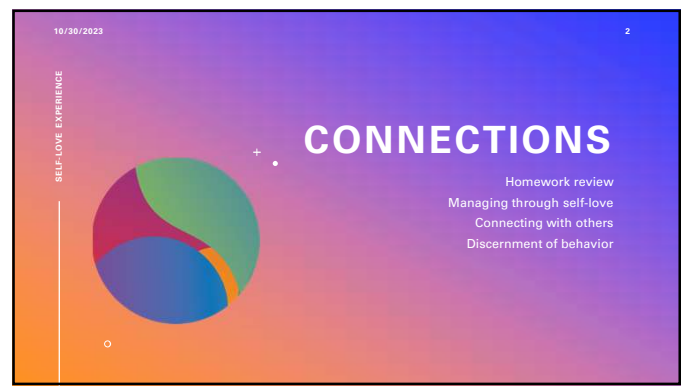 10/30/2023
2
SELF-LOVE EXPERIENCE
CONNECTIONS
Homework review
Managing through self-love
Connecting with others
Discernment of behavior